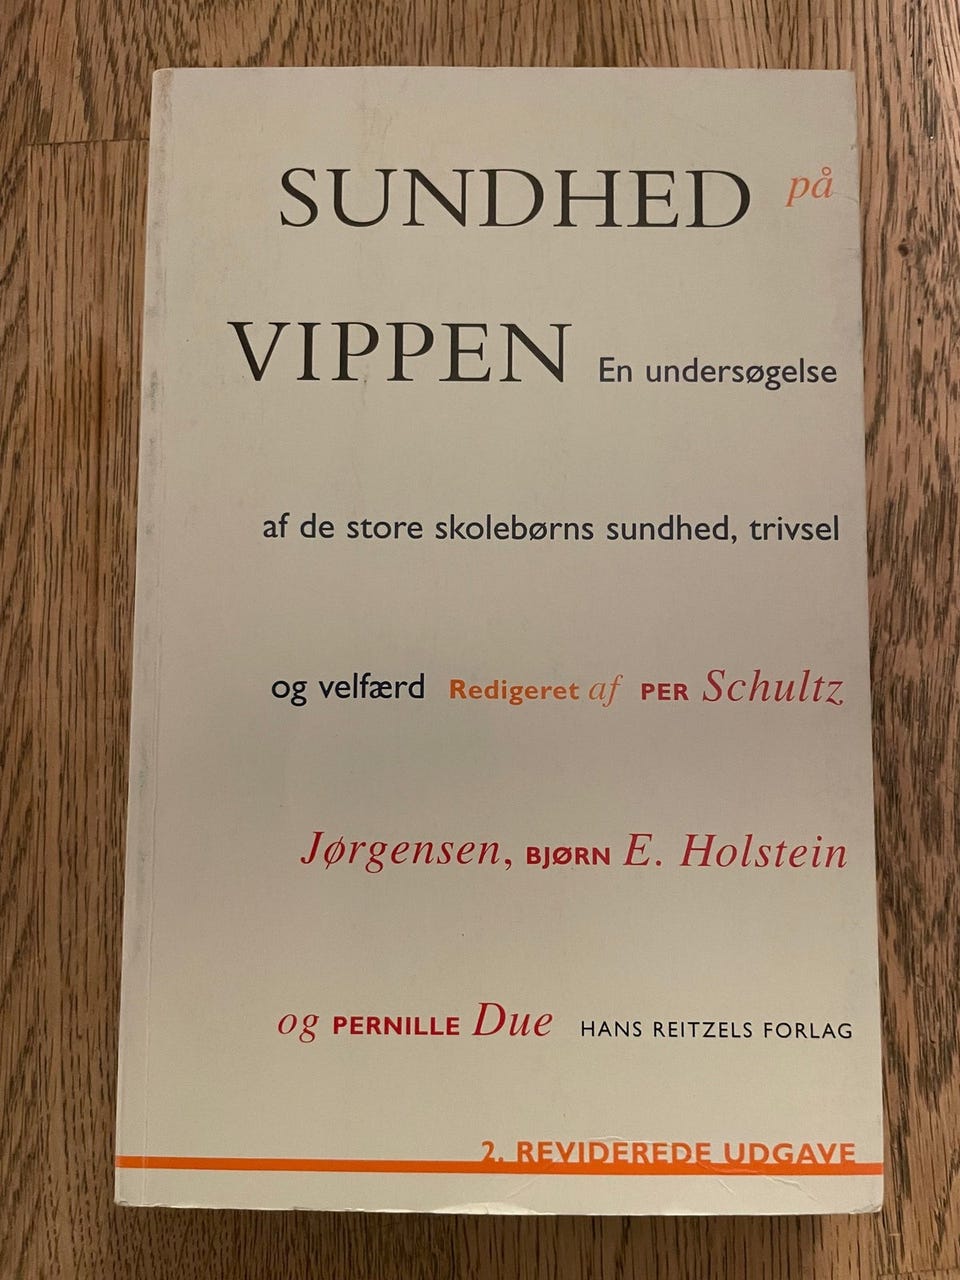 SUNDHED på
VIPPEN En undersøgelse
af de store skolebørns sundhed, trivsel
og velfærd Redigeret af PER Schultz
Jørgensen, BJØRN E. Holstein
og PERNILLE Due HANS REITZELS FORLAG
2. REVIDEREDE UDGAVE